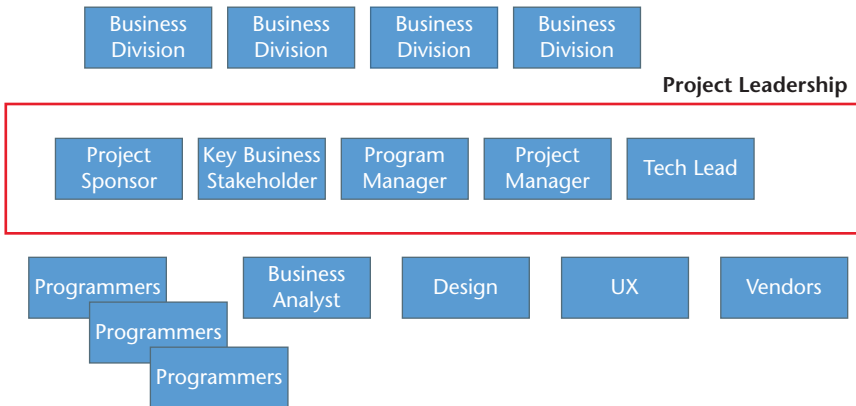 Business
Division
Business
Division
Business
Division
Business
Division
Project Leadership
Project
Sponsor
Key Business
Stakeholder
Program
Manager
Project
Manager
Tech Lead
Programmers
Programmers
Programmers
Business
Analyst
Design
UX
Vendors